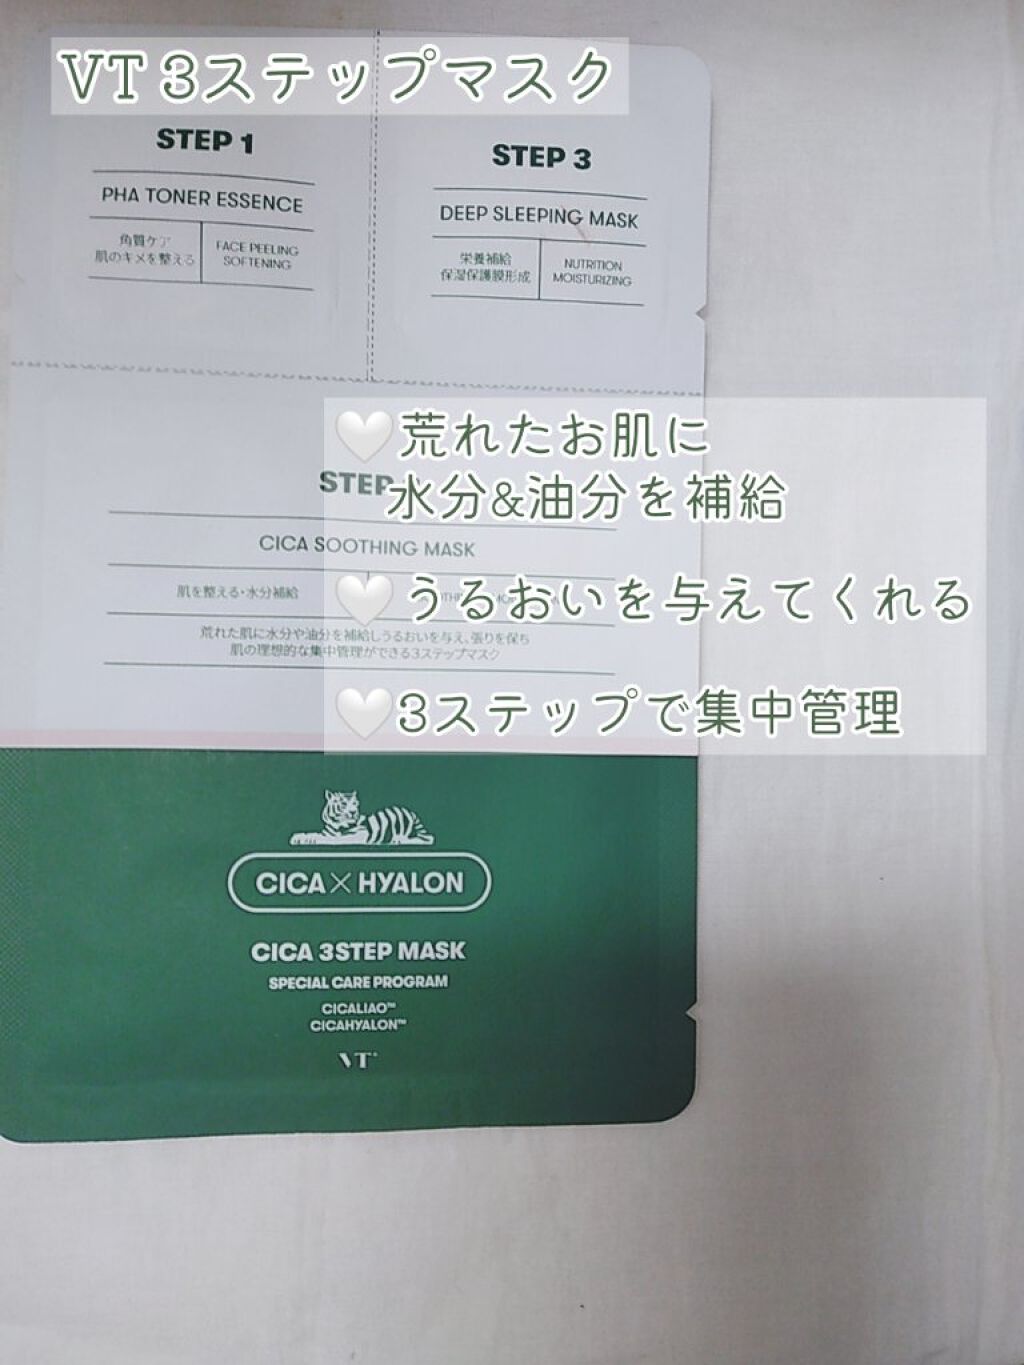 VT 3ステップマスク
STEP 1
PHA TONER ESSENCE
角質ケア
肌のキメを整える
FACE PEELING
SOFTENING
STEP 3
DEEP SLEEPING MASK
栄養補給
保湿保護膜形成
NUTRITION
MOISTURIZING
🤍荒れたお肌に
水分&油分を補給
🤍うるおいを与えてくれる
🤍3ステップで集中管理
STEP
CICA SOOTHING MASK
肌を整える・水分補給
荒れた肌に水分や油分を補給しうるおいを与え、張りを保ち
肌の理想的な集中管理ができる3ステップマスク
CICA×HYALON
CICA 3STEP MASK
SPECIAL CARE PROGRAM
CICALIAO™
CICAHYALON™
VT